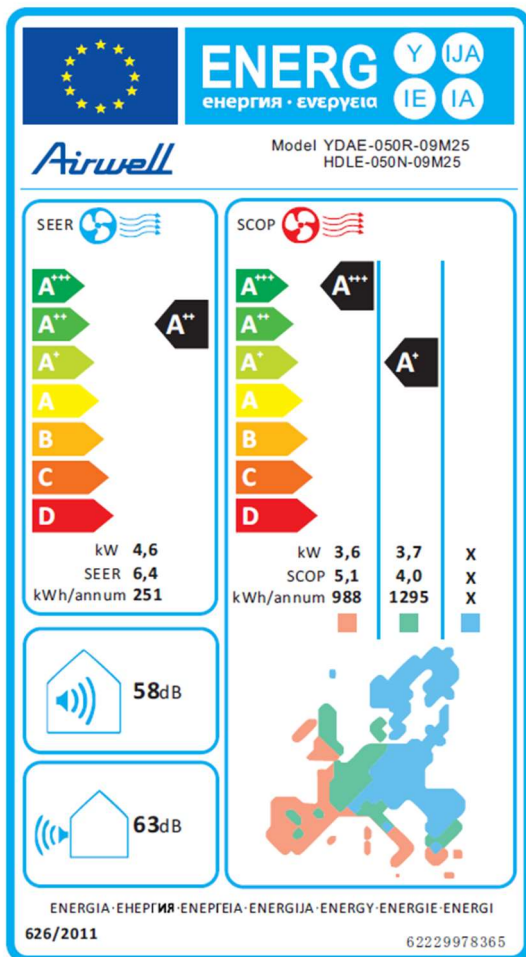 ENERG
енергия · ενεργεια
Y IJA
IE IA
Airwell
Model YDAE-050R-09M25
HDLE-050N-09M25
SEER
A+++
A++
A+
A
B
C
D
A++
kW 4,6
SEER 6,4
kWh/annum 251
SCOP
A+++
A++
A+
A
B
C
D
A+++
A+
kW 3,6 3,7 X
SCOP 5,1 4,0 X
kWh/annum 988 1295 X
58dB
63dB
ENERGIA·ЕНЕРГИЯ·ΕΝΕΡΓΕΙΑ·ENERGIJA·ENERGY·ENERGIE·ENERGI
626/2011
62229978365